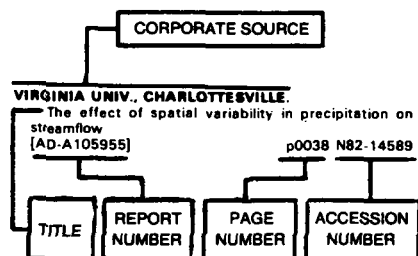 CORPORATE SOURCE
VIRGINIA UNIV., CHARLOTTESVILLE.
The effect of spatial variability in precipitation on
streamflow
[AD-A105955] p0038 N82-14589
TITLE
REPORT NUMBER
PAGE NUMBER
ACCESSION NUMBER